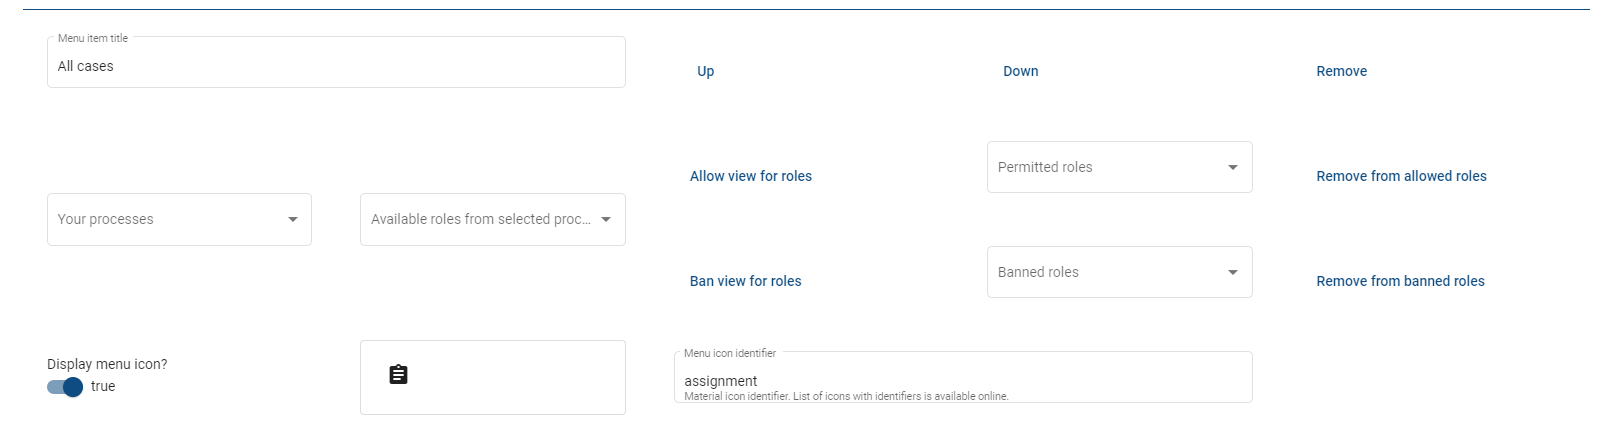 Menu item title
All cases
Up
Down
Remove
Allow view for roles
Permitted roles
Remove from allowed roles
Your processes
Available roles from selected proc...
Ban view for roles
Banned roles
Remove from banned roles
Display menu icon?
true
Menu icon identifier
assignment
Material icon identifier. List of icons with identifiers is available online.